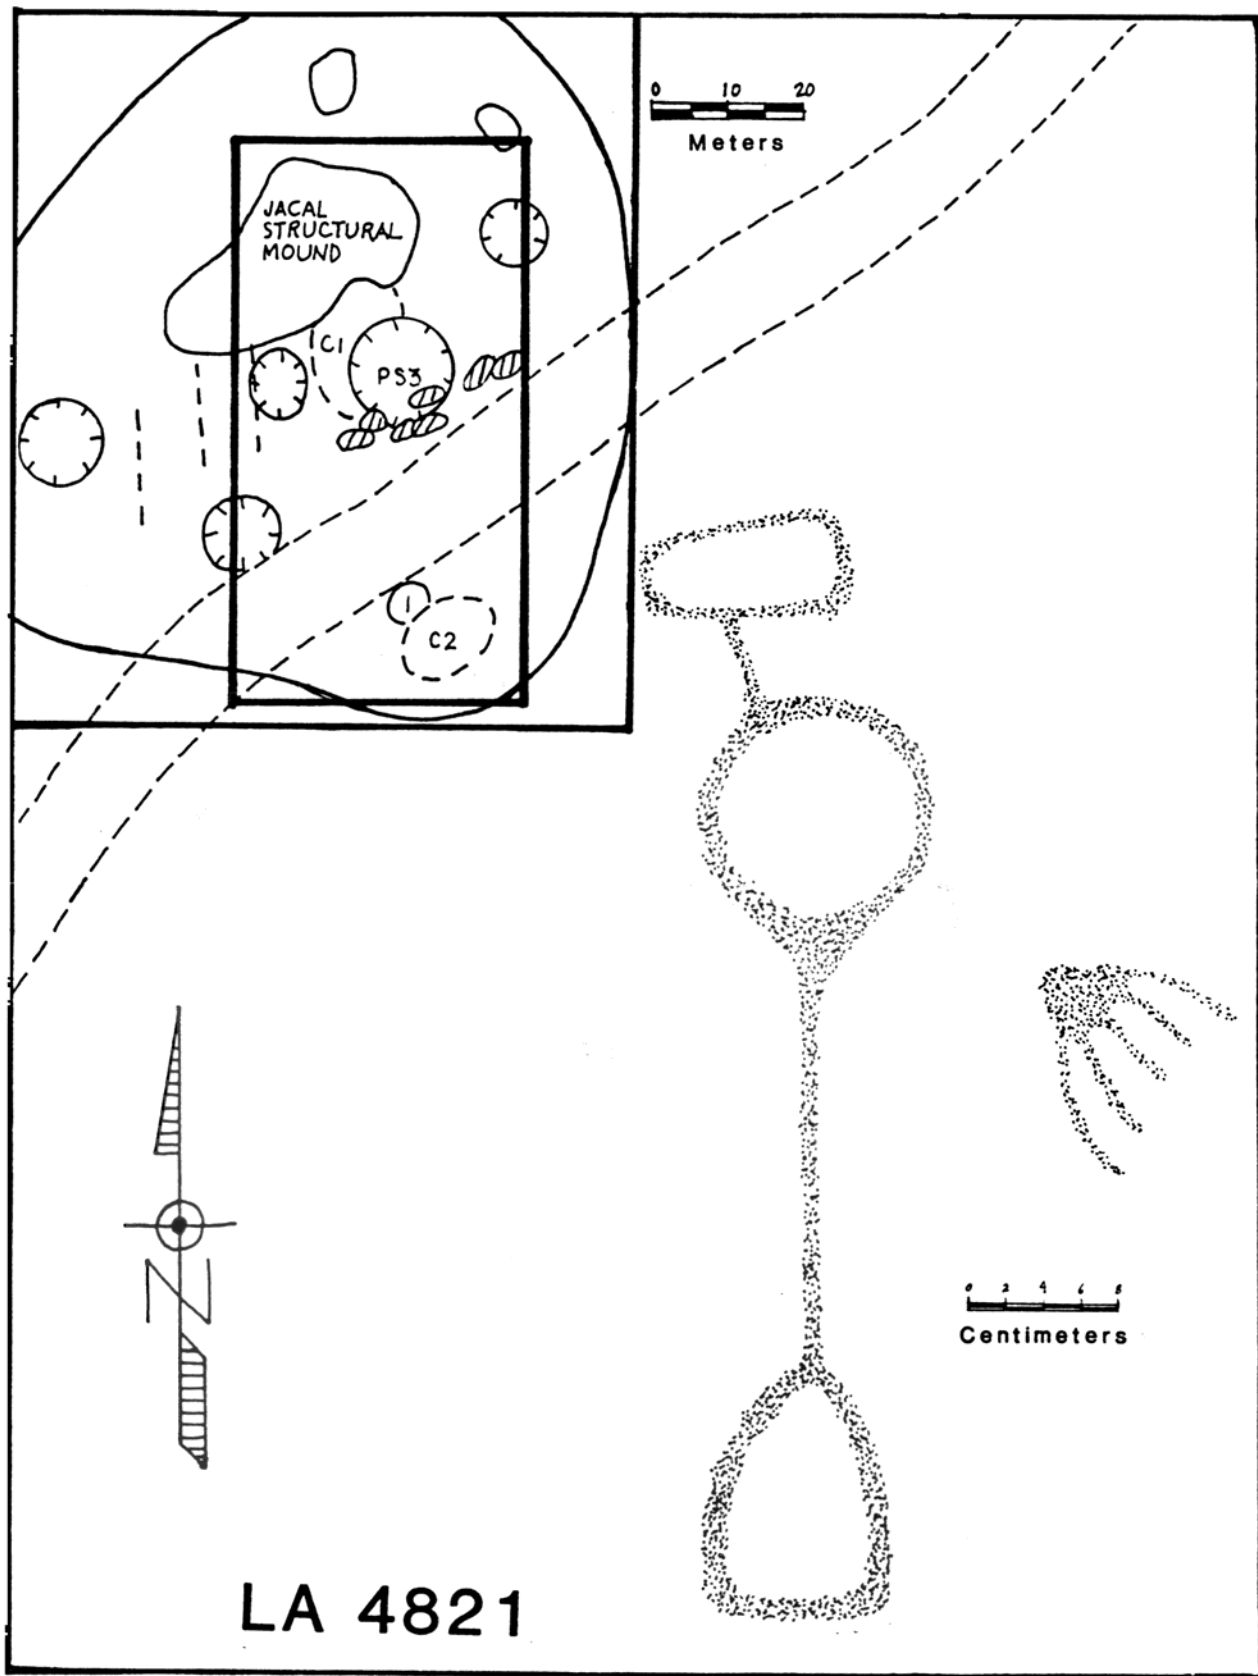 0 10 20
Meters
JACAL
STRUCTURAL
MOUND
C1
PS3
1
C2
N
0 2 4 6 8
Centimeters
LA 4821